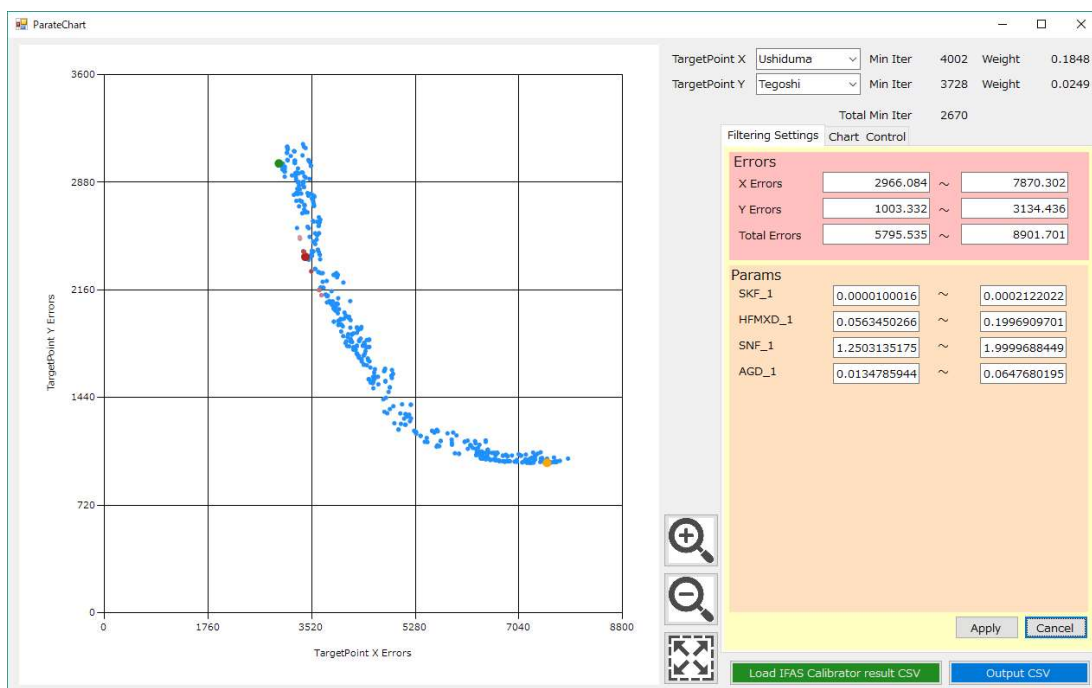 ParateChart
TargetPoint X Ushiduma Min Iter 4002 Weight 0.1848
TargetPoint Y Tegoshi Min Iter 3728 Weight 0.0249
Total Min Iter 2670
Filtering Settings Chart Control
Errors
X Errors 2966.084 ~ 7870.302
Y Errors 1003.332 ~ 3134.436
Total Errors 5795.535 ~ 8901.701
Params
SKF_1 0.0000100016 ~ 0.0002122022
HFMXD_1 0.0563450266 ~ 0.1996909701
SNF_1 1.2503135175 ~ 1.9999688449
AGD_1 0.0134785944 ~ 0.0647680195
Apply Cancel
Load IFAS Calibrator result CSV Output CSV
3600
2880
2160
1440
720
0
TargetPoint Y Errors
0 1760 3520 5280 7040 8800
TargetPoint X Errors